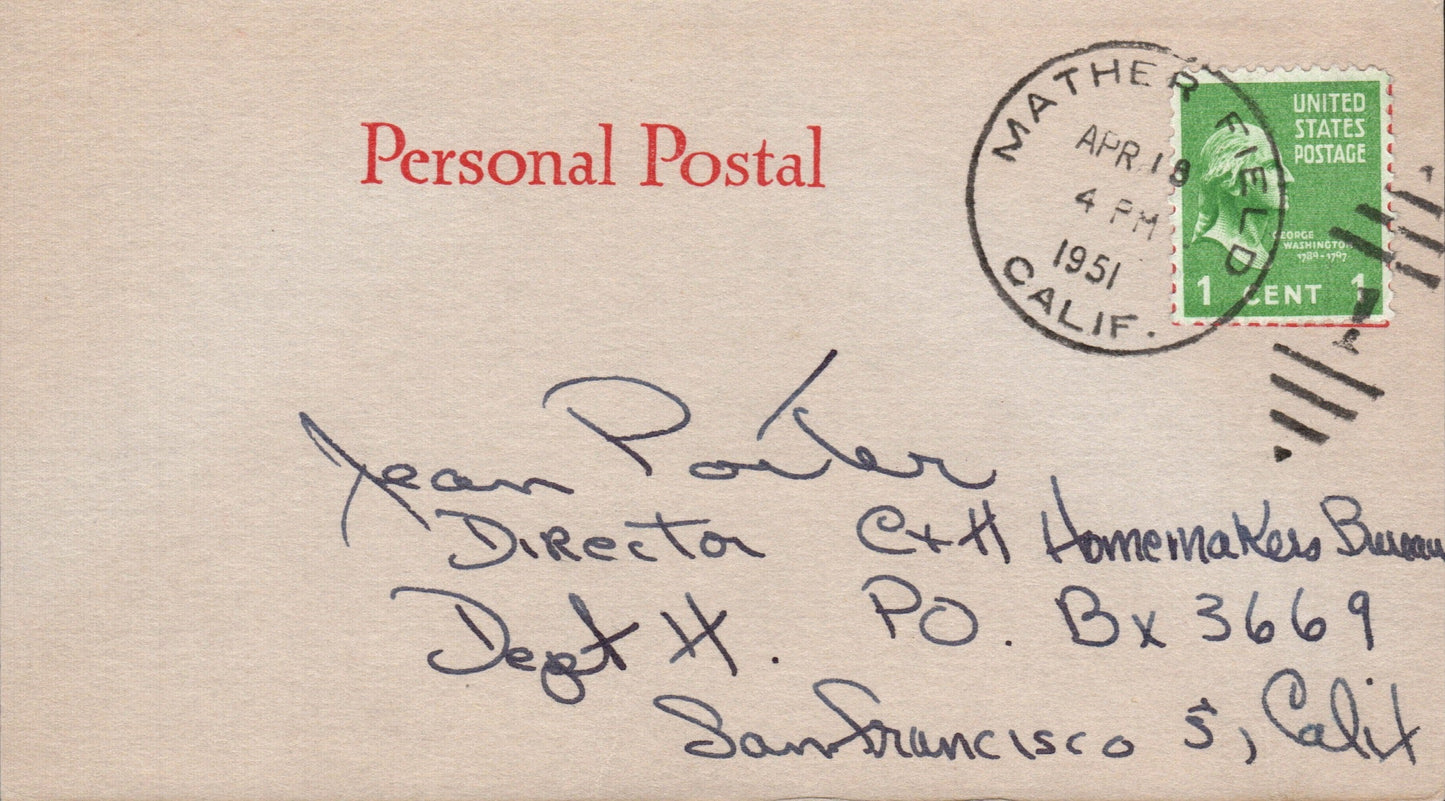 Personal Postal
MATHER FIELD
APR 18
4 PM
1951
CALIF.
UNITED
STATES
POSTAGE
GEORGE
WASHINGTON
1789-1797
1 CENT 1
Jean Porter
Director C+H Homemakers Bureau
Dept H. PO. Bx 3669
San Francisco 5, Calif